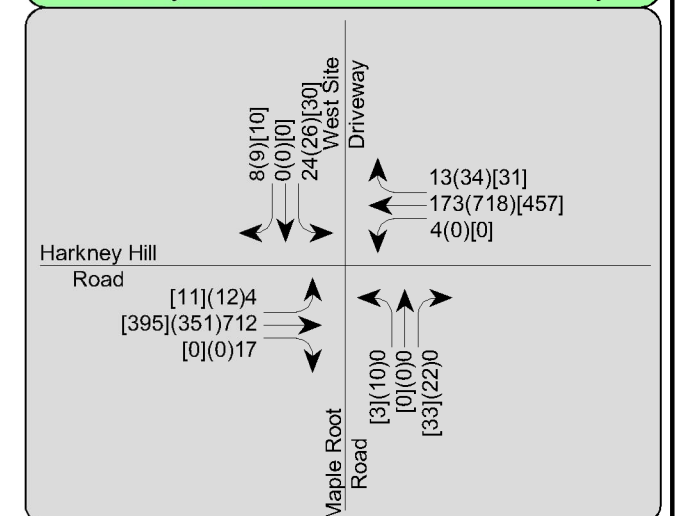 West Site
Driveway
8(9)[10]
0(0)[0]
24(26)[30]
13(34)[31]
173(718)[457]
4(0)[0]
Harkney Hill
Road
[11](12)4
[395](351)712
[0](0)17
[3](10)0
[0](0)0
[33](22)0
Maple Root
Road